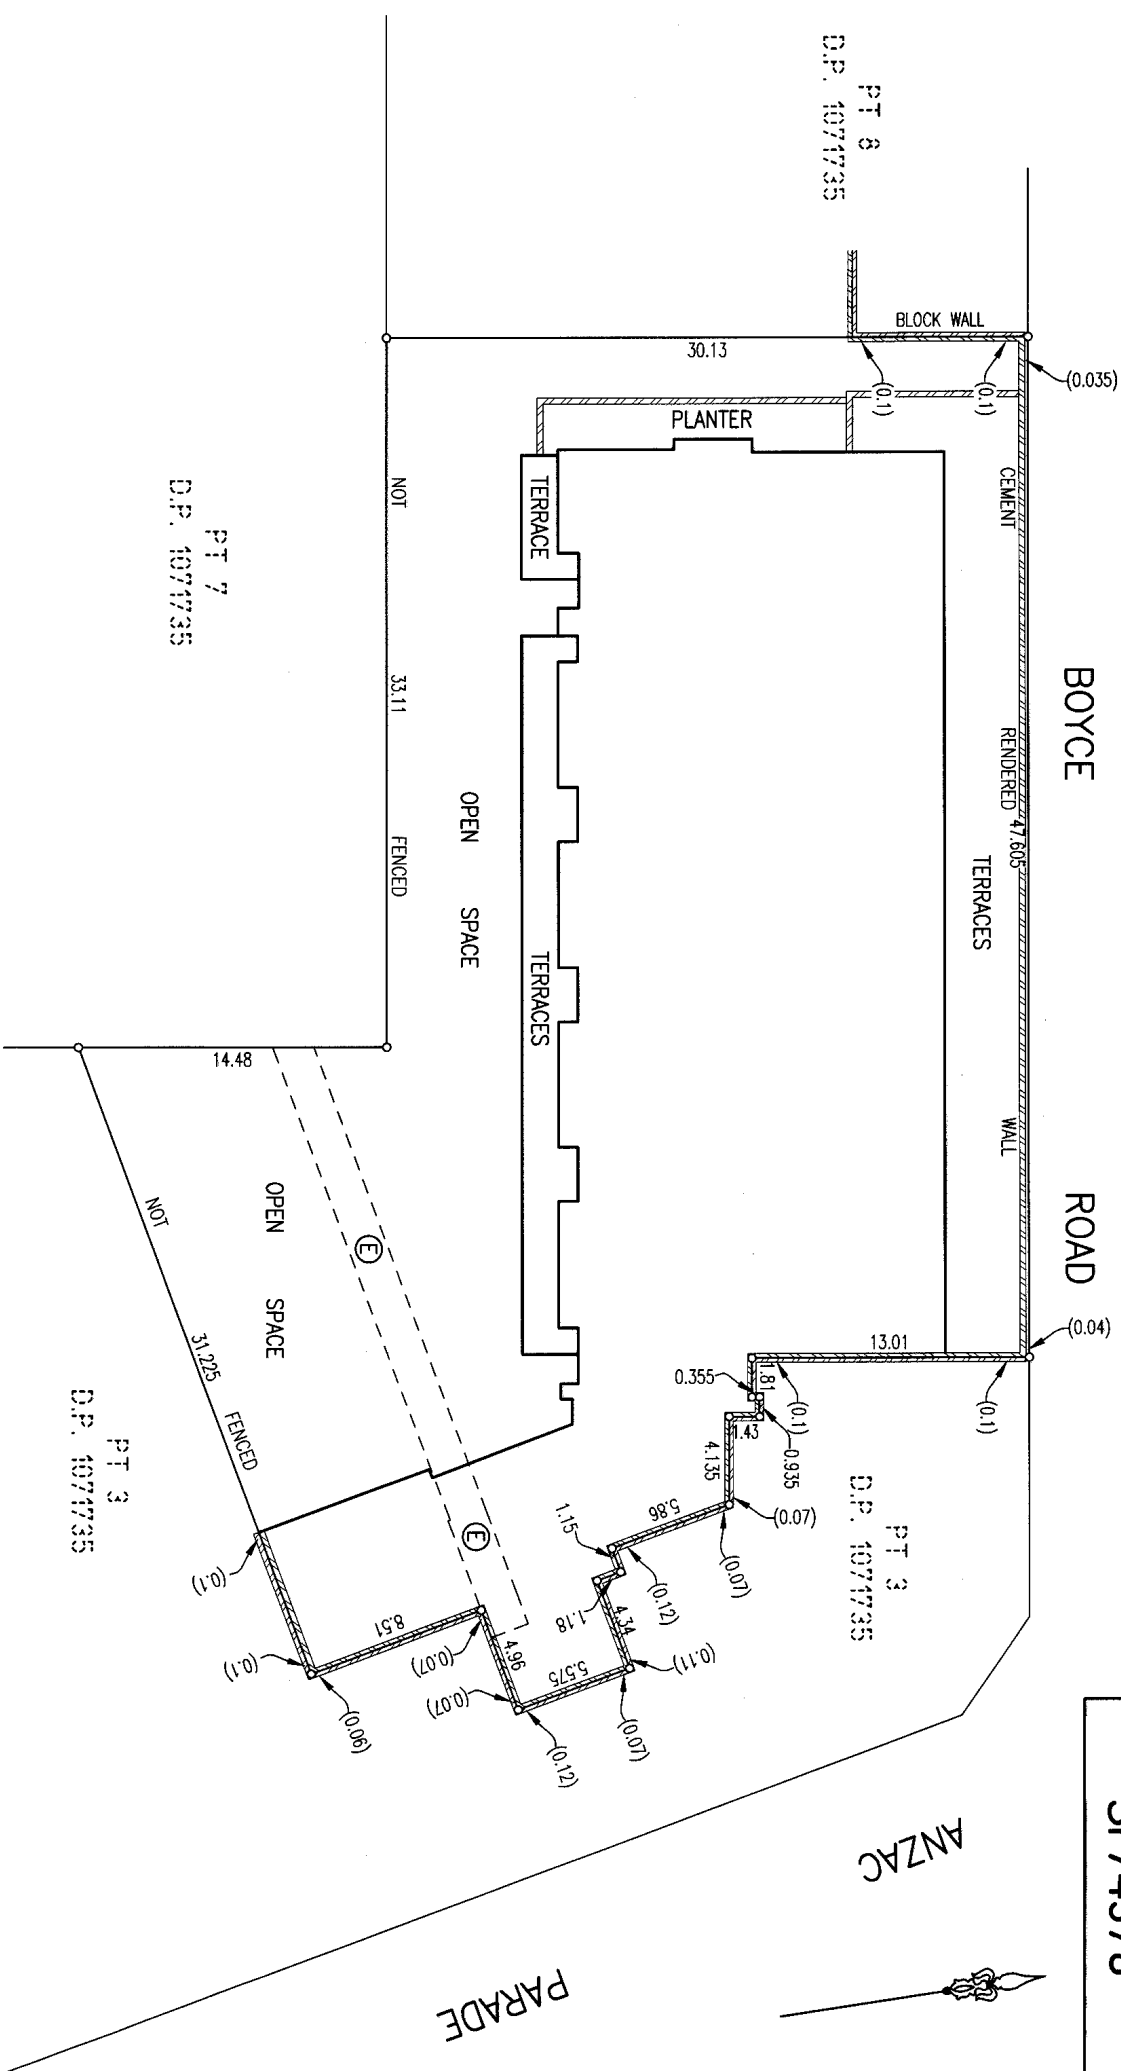 BOYCE ROAD
ANZAC
PARADE
PT 8
D.P. 1071735
BLOCK WALL
(0.035)
(0.1)
(0.1)
30.13
PLANTER
CEMENT
RENDERED
47.605
WALL
TERRACES
(0.04)
13.01
(0.1)
(0.1)
1.81
0.355
0.935
1.43
4.135
(0.07)
PT 3
D.P. 1071735
5.86
(0.07)
1.15
(0.12)
1.18
4.34
(0.11)
5.575
(0.07)
4.96
(0.12)
(0.07)
(0.07)
8.51
(0.06)
(0.1)
(0.1)
TERRACE
TERRACES
OPEN SPACE
NOT 33.11 FENCED
PT 7
D.P. 1071735
14.48
E
E
OPEN SPACE
NOT 31.225 FENCED
PT 3
D.P. 1071735